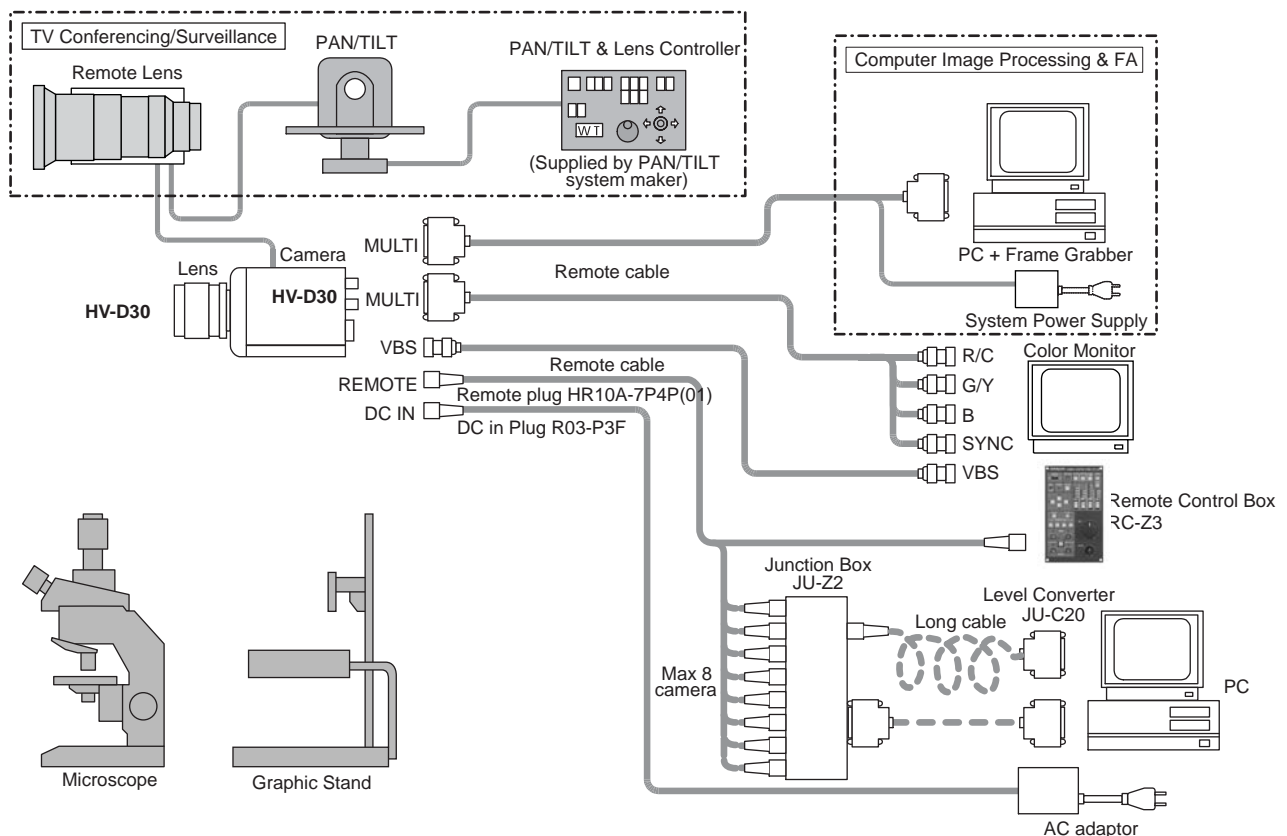 TV Conferencing/Surveillance
Remote Lens
PAN/TILT
PAN/TILT & Lens Controller
W T
(Supplied by PAN/TILT
system maker)
Computer Image Processing & FA
PC + Frame Grabber
System Power Supply
MULTI
Camera
Lens
HV-D30
HV-D30
MULTI
Remote cable
VBS
Remote cable
REMOTE
Remote plug HR10A-7P4P(01)
DC IN
DC in Plug R03-P3F
R/C
G/Y
B
SYNC
VBS
Color Monitor
Remote Control Box
RC-Z3
Junction Box
JU-Z2
Level Converter
JU-C20
Long cable
Max 8
camera
PC
Microscope
Graphic Stand
AC adaptor